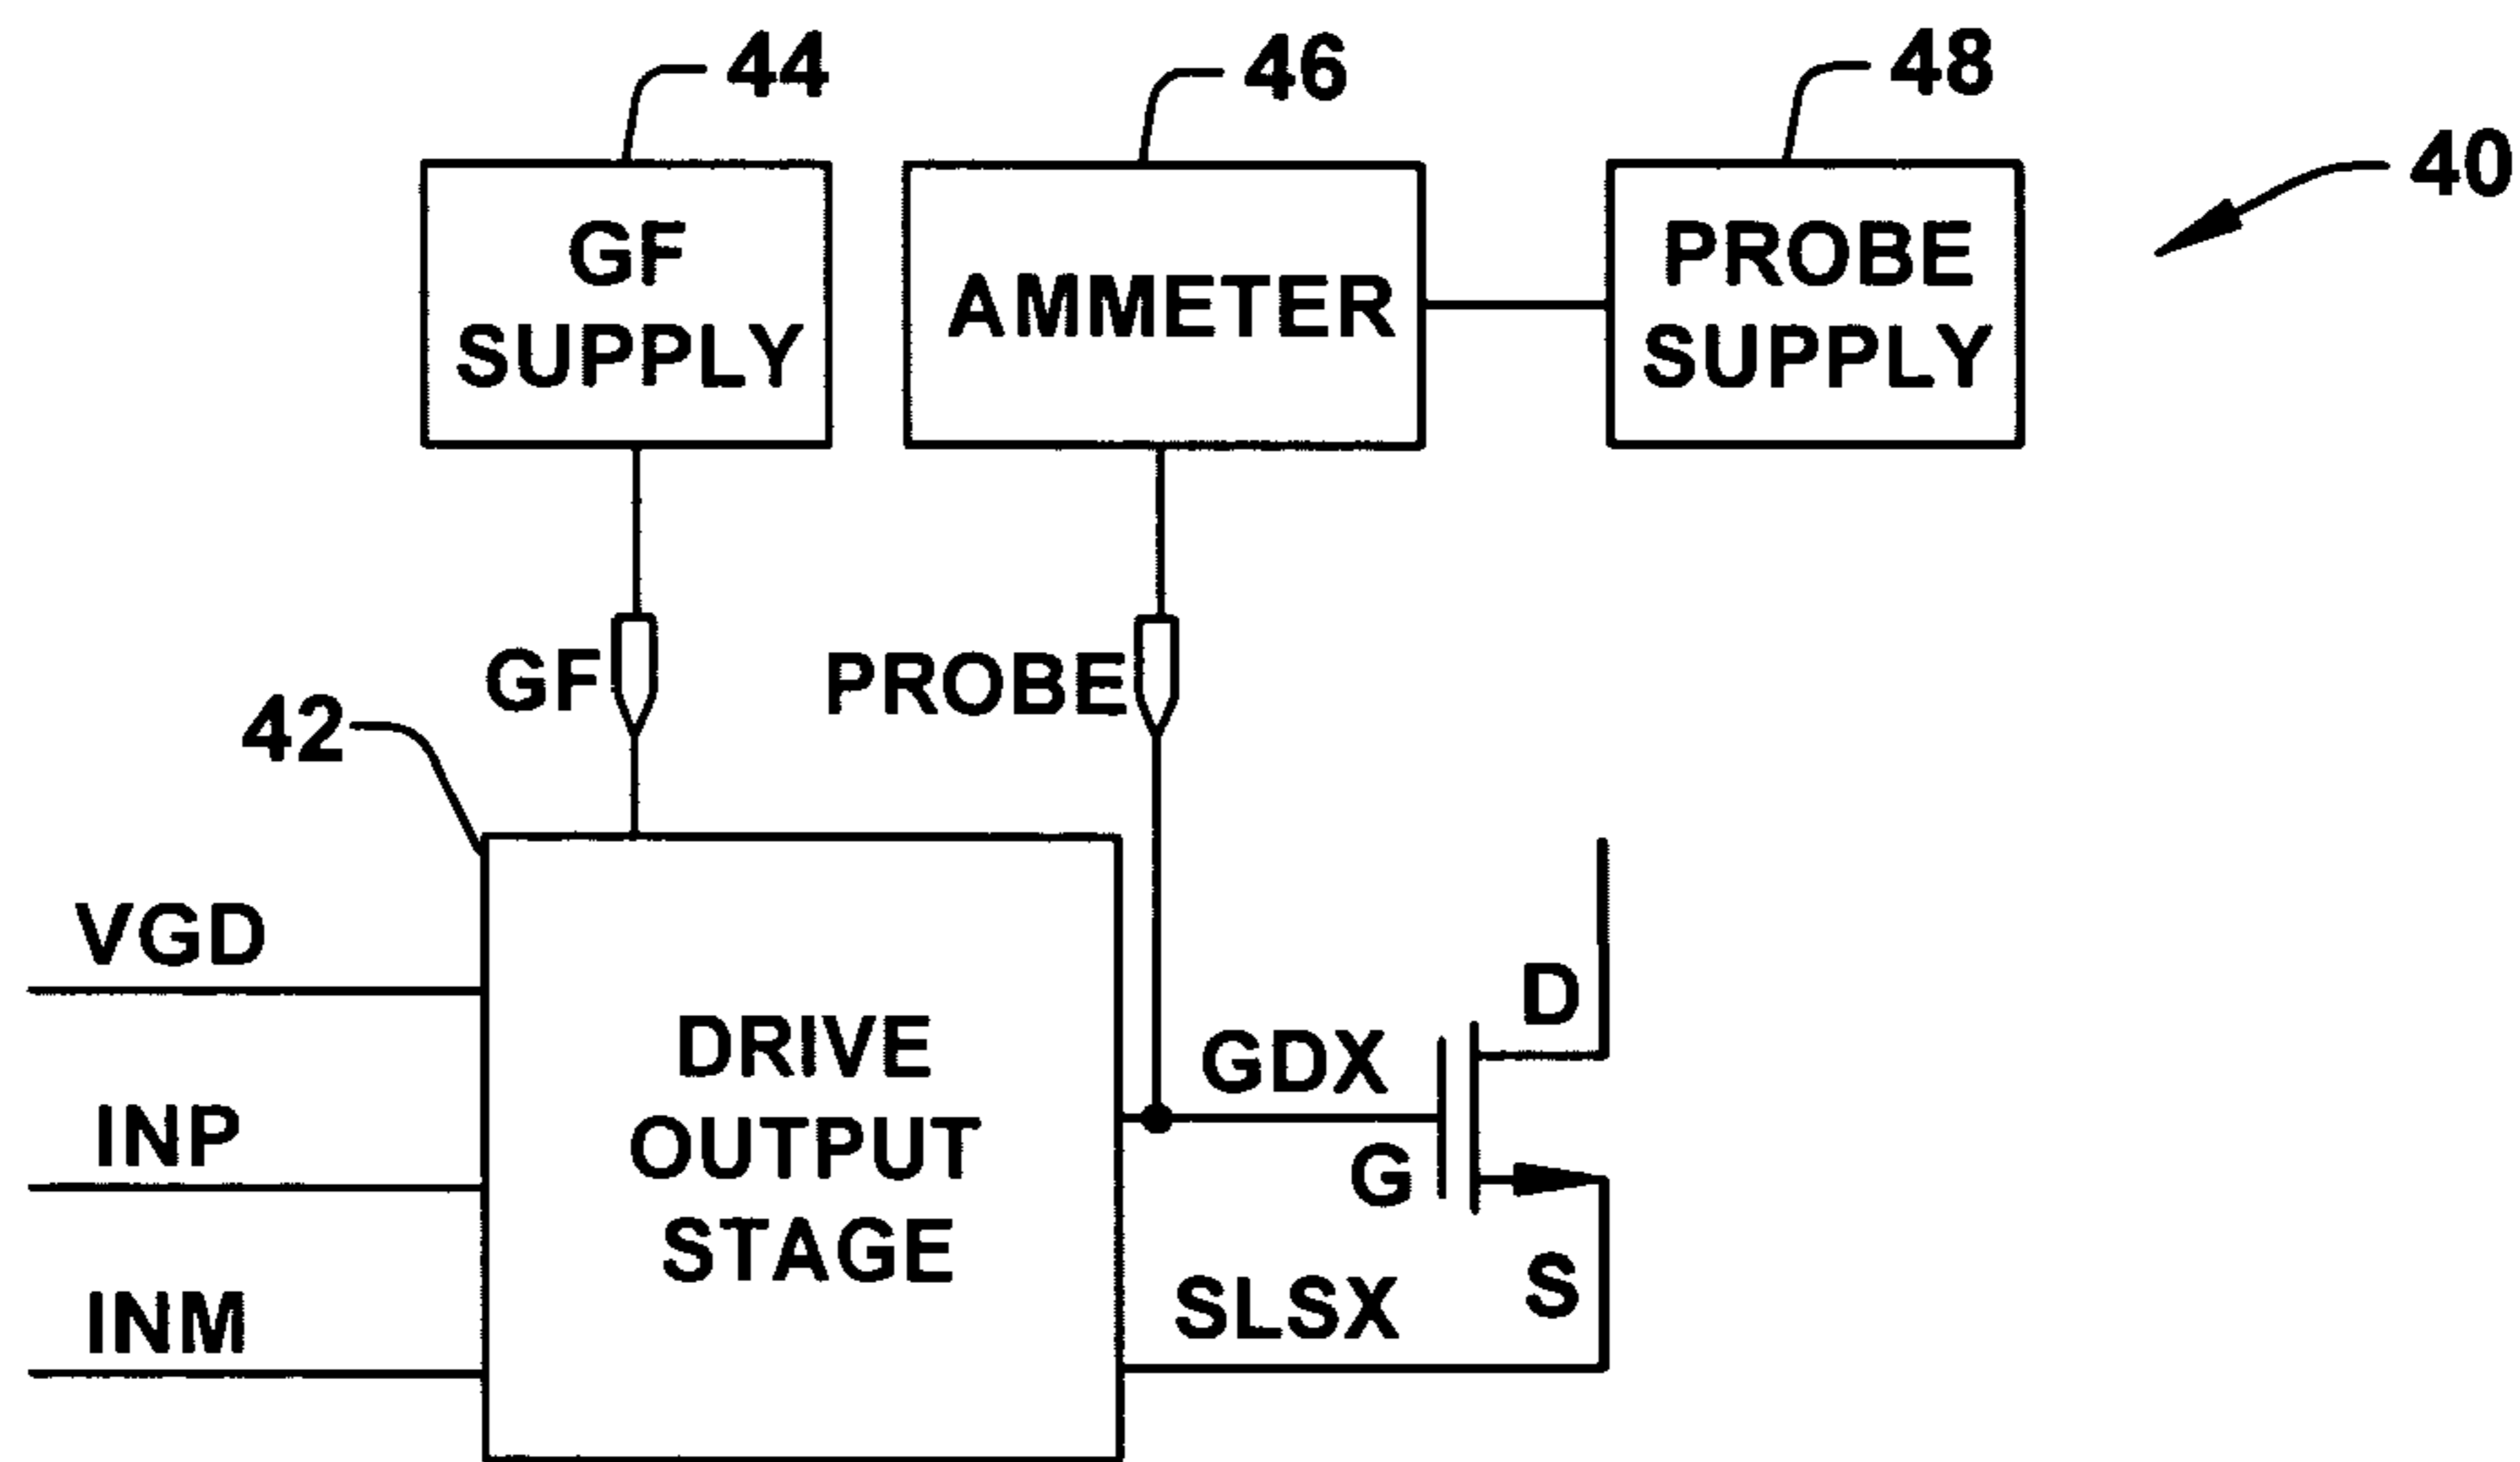 44
46
48
40
GF
SUPPLY
AMMETER
PROBE
SUPPLY
GF
PROBE
42
VGD
INP
INM
DRIVE
OUTPUT
STAGE
GDX
G
D
S
SLSX